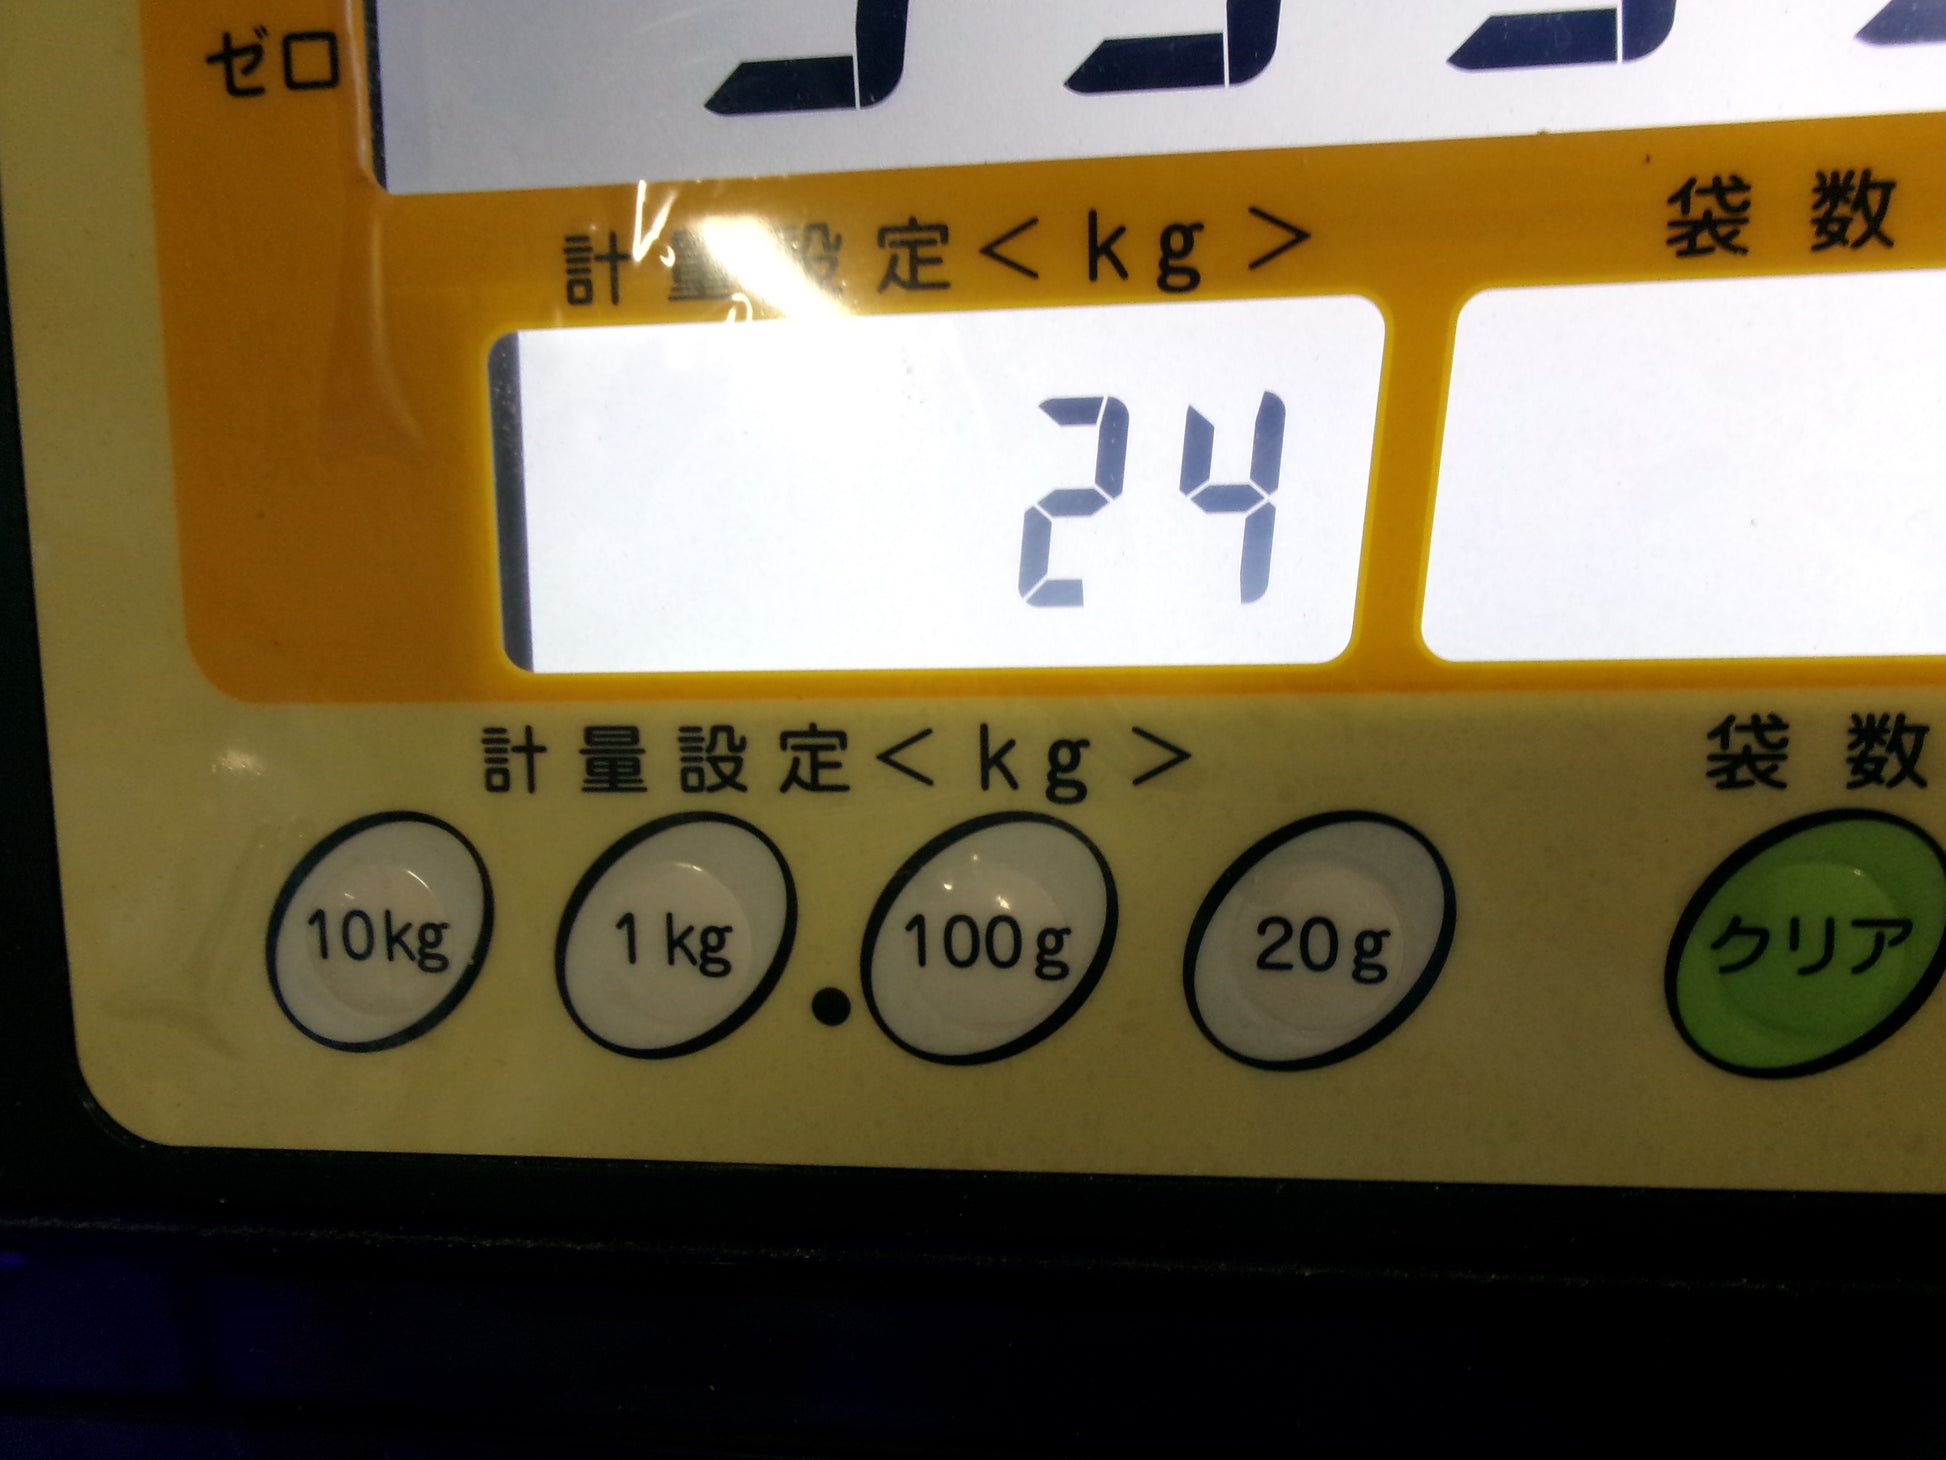 ゼロ
計量設定<kg>
袋数
24
計量設定<kg>
袋数
10kg
1kg
100g
20g
クリア